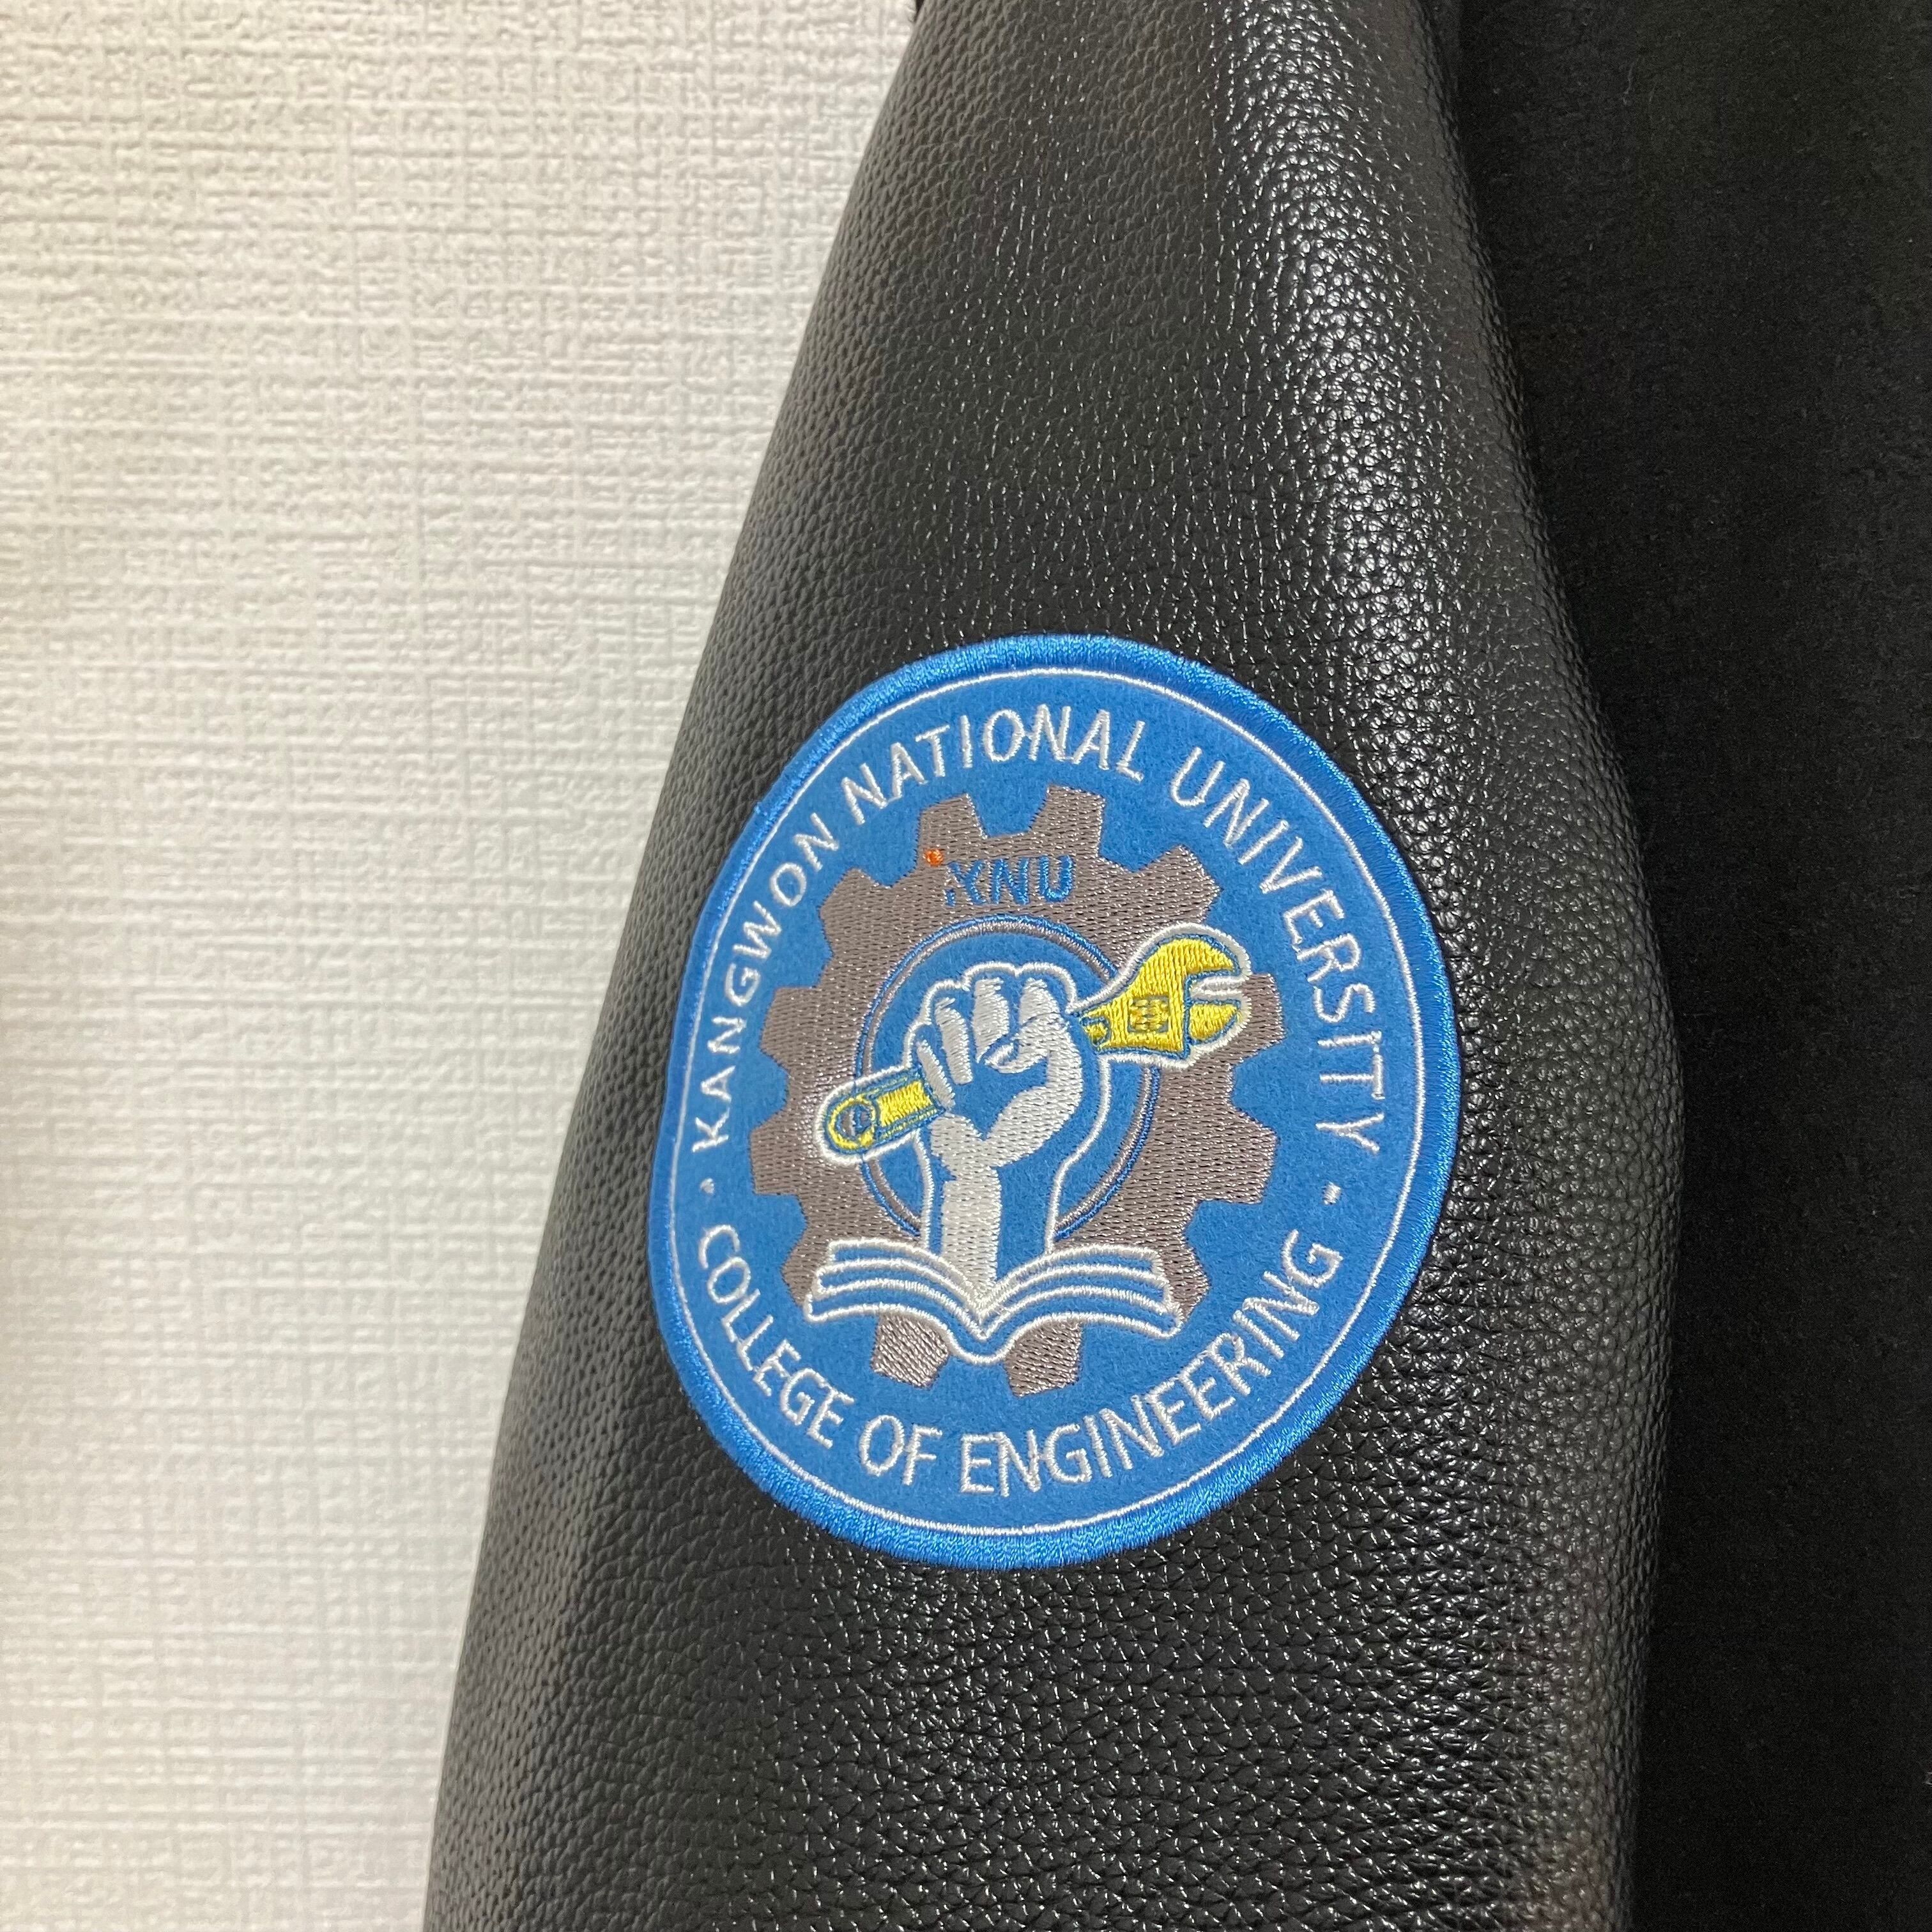 KANGWON NATIONAL UNIVERSITY
KNU
· COLLEGE OF ENGINEERING ·